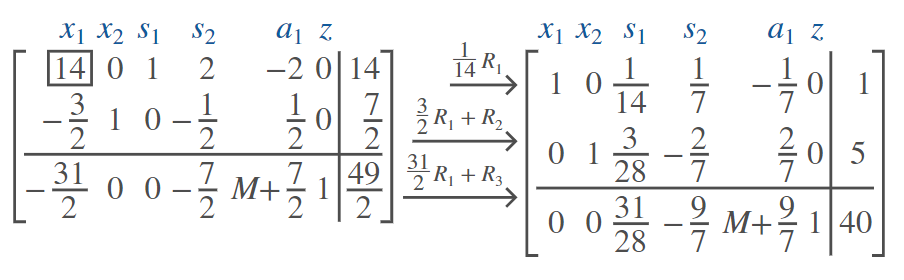 x₁ x₂ s₁ s₂ a₁ z
14 0 1 2 −2 0 14
−3/2 1 0 −1/2 1/2 0 7/2
−31/2 0 0 −7/2 M+7/2 1 49/2
1/14 R₁
3/2 R₁ + R₂
31/2 R₁ + R₃
x₁ x₂ s₁ s₂ a₁ z
1 0 1/14 1/7 −1/7 0 1
0 1 3/28 −2/7 2/7 0 5
0 0 31/28 −9/7 M+9/7 1 40